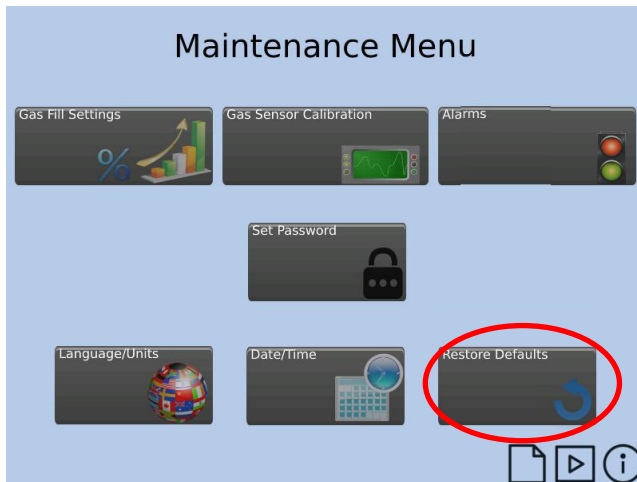 Maintenance Menu
Gas Fill Settings
Gas Sensor Calibration
Alarms
%
Set Password
Language/Units
Date/Time
Restore Defaults
i